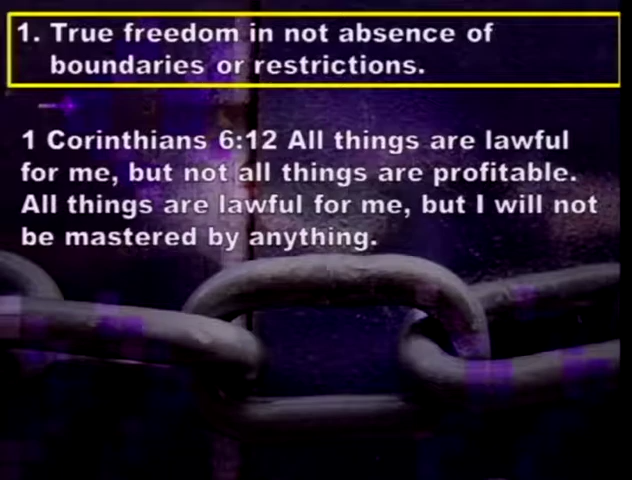 1. True freedom in not absence of
boundaries or restrictions.
1 Corinthians 6:12 All things are lawful
for me, but not all things are profitable.
All things are lawful for me, but I will not
be mastered by anything.